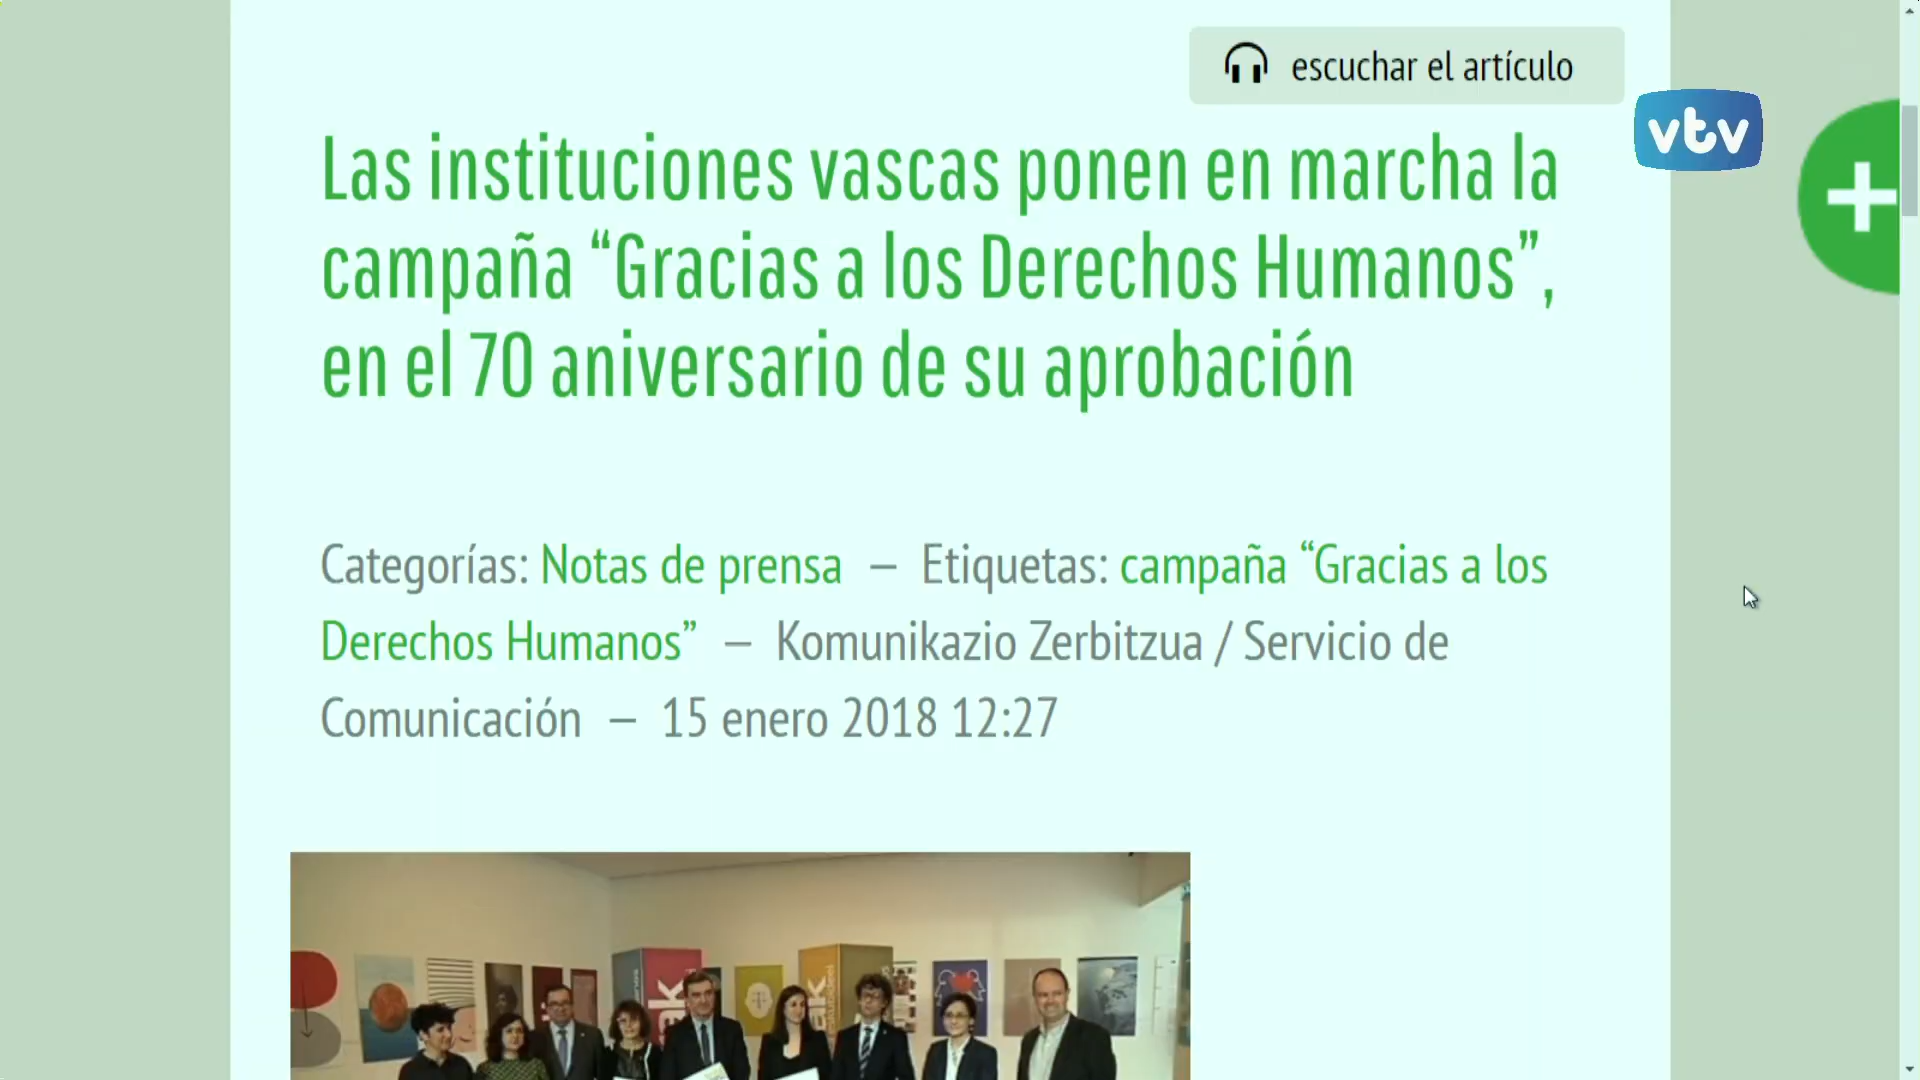 escuchar el artículo
vtv
Las instituciones vascas ponen en marcha la
campaña “Gracias a los Derechos Humanos”,
en el 70 aniversario de su aprobación
Categorías: Notas de prensa — Etiquetas: campaña “Gracias a los
Derechos Humanos” — Komunikazio Zerbitzua / Servicio de
Comunicación — 15 enero 2018 12:27